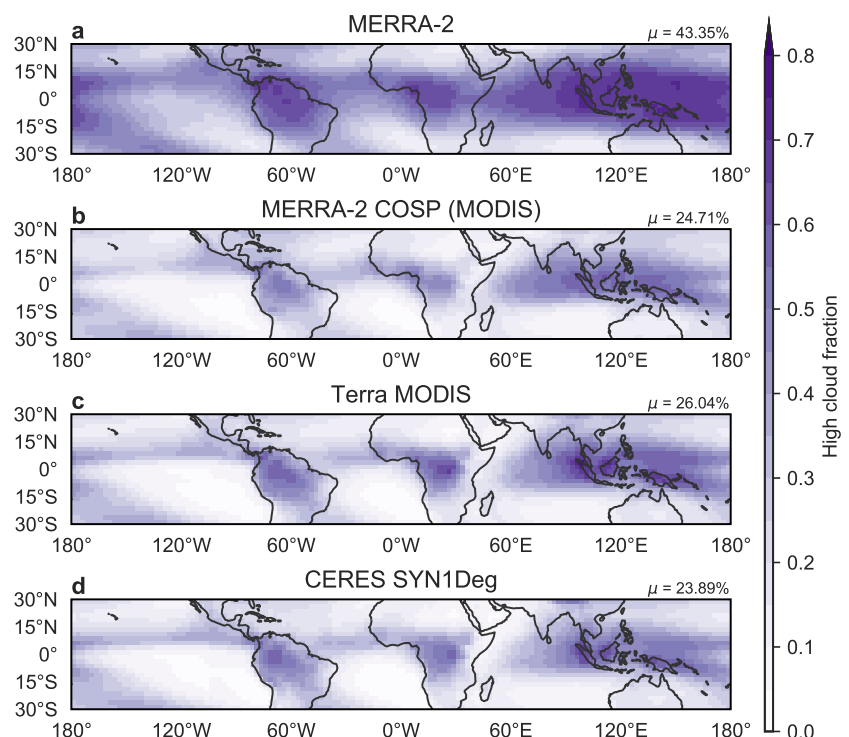 a MERRA-2 μ = 43.35%
30°N
15°N
0°
15°S
30°S
180° 120°W 60°W 0°W 60°E 120°E 180°
b MERRA-2 COSP (MODIS) μ = 24.71%
30°N
15°N
0°
15°S
30°S
180° 120°W 60°W 0°W 60°E 120°E 180°
c Terra MODIS μ = 26.04%
30°N
15°N
0°
15°S
30°S
180° 120°W 60°W 0°W 60°E 120°E 180°
d CERES SYN1Deg μ = 23.89%
30°N
15°N
0°
15°S
30°S
180° 120°W 60°W 0°W 60°E 120°E 180°
0.8
0.7
0.6
0.5
0.4
0.3
0.2
0.1
0.0
High cloud fraction